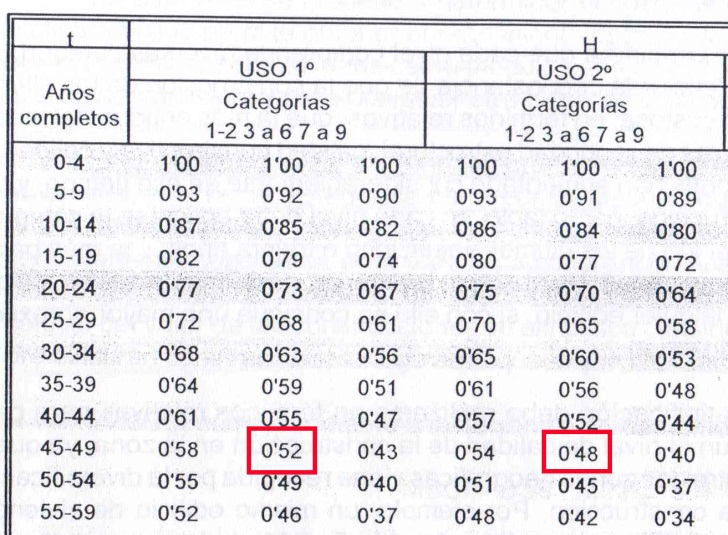 t H
USO 1º USO 2º
Años completos Categorías Categorías
1-2 3 a 6 7 a 9 1-2 3 a 6 7 a 9
0-4 1'00 1'00 1'00 1'00 1'00 1'00
5-9 0'93 0'92 0'90 0'93 0'91 0'89
10-14 0'87 0'85 0'82 0'86 0'84 0'80
15-19 0'82 0'79 0'74 0'80 0'77 0'72
20-24 0'77 0'73 0'67 0'75 0'70 0'64
25-29 0'72 0'68 0'61 0'70 0'65 0'58
30-34 0'68 0'63 0'56 0'65 0'60 0'53
35-39 0'64 0'59 0'51 0'61 0'56 0'48
40-44 0'61 0'55 0'47 0'57 0'52 0'44
45-49 0'58 0'52 0'43 0'54 0'48 0'40
50-54 0'55 0'49 0'40 0'51 0'45 0'37
55-59 0'52 0'46 0'37 0'48 0'42 0'34